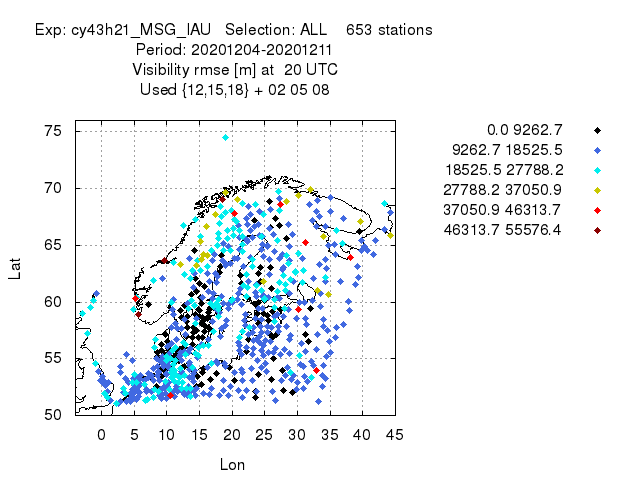 Exp: cy43h21_MSG_IAU   Selection: ALL    653 stations
Period: 20201204-20201211
Visibility rmse [m] at  20 UTC
Used {12,15,18} + 02 05 08
0.0 9262.7
9262.7 18525.5
18525.5 27788.2
27788.2 37050.9
37050.9 46313.7
46313.7 55576.4
75
70
65
60
55
50
Lat
0 5 10 15 20 25 30 35 40 45
Lon